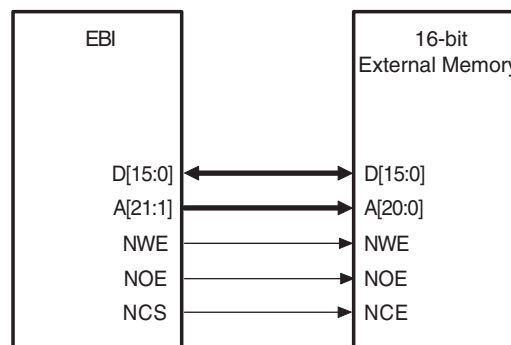 EBI
16-bit
External Memory
D[15:0]
D[15:0]
A[21:1]
A[20:0]
NWE
NWE
NOE
NOE
NCS
NCE